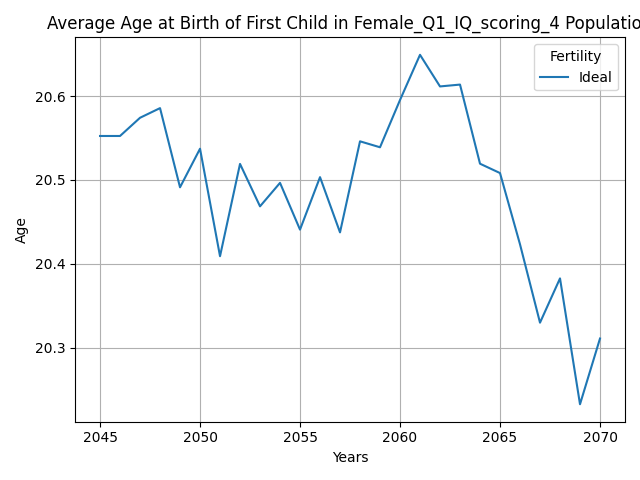 Average Age at Birth of First Child in Female_Q1_IQ_scoring_4 Populatio
Fertility
Ideal
20.6
20.5
20.4
20.3
Age
2045 2050 2055 2060 2065 2070
Years